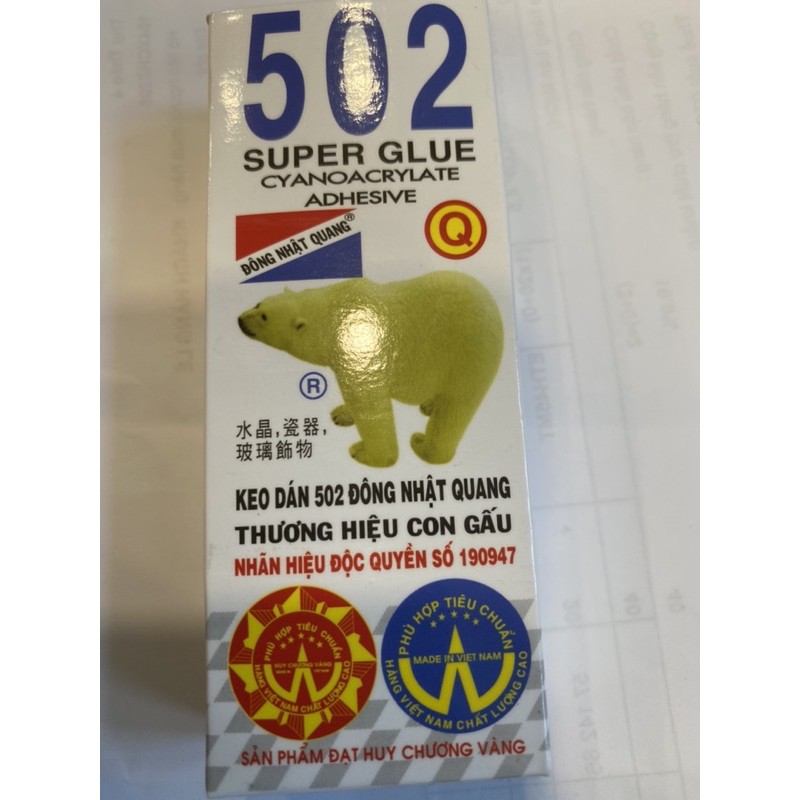 502
SUPER GLUE
CYANOACRYLATE
ADHESIVE
ĐÔNG NHẬT QUANG®
Q
®
水晶,瓷器,
玻璃飾物
KEO DÁN 502 ĐÔNG NHẬT QUANG
THƯƠNG HIỆU CON GẤU
NHÃN HIỆU ĐỘC QUYỀN SỐ 190947
PHÙ HỢP TIÊU CHUẨN
HUY CHƯƠNG VÀNG
HÀNG VIỆT NAM CHẤT LƯỢNG CAO
PHÙ HỢP TIÊU CHUẨN
MADE IN VIET NAM
HÀNG VIỆT NAM CHẤT LƯỢNG CAO
SẢN PHẨM ĐẠT HUY CHƯƠNG VÀNG